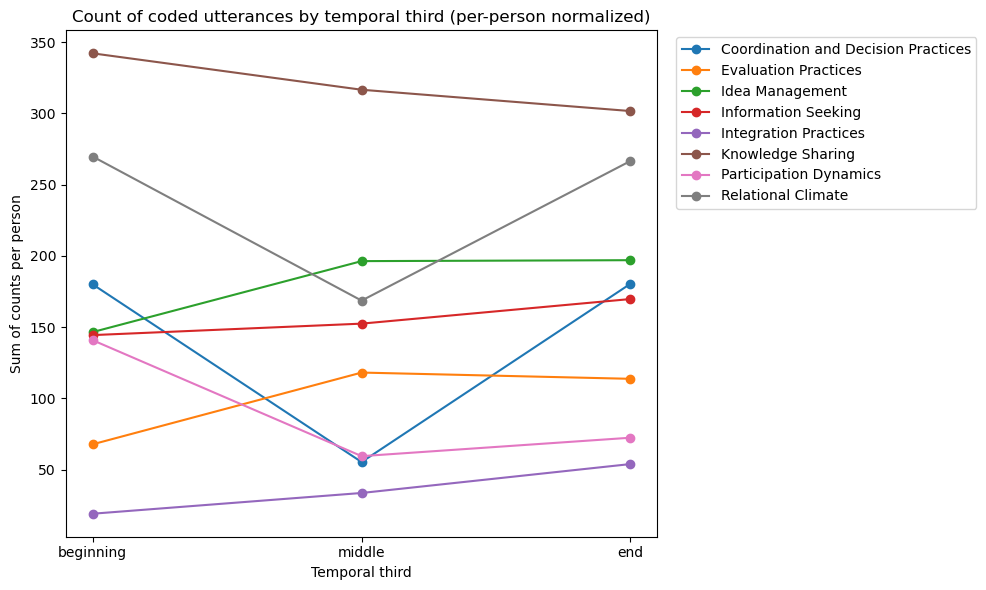 Count of coded utterances by temporal third (per-person normalized)
Sum of counts per person
350
300
250
200
150
100
50
beginning
middle
end
Temporal third
Coordination and Decision Practices
Evaluation Practices
Idea Management
Information Seeking
Integration Practices
Knowledge Sharing
Participation Dynamics
Relational Climate